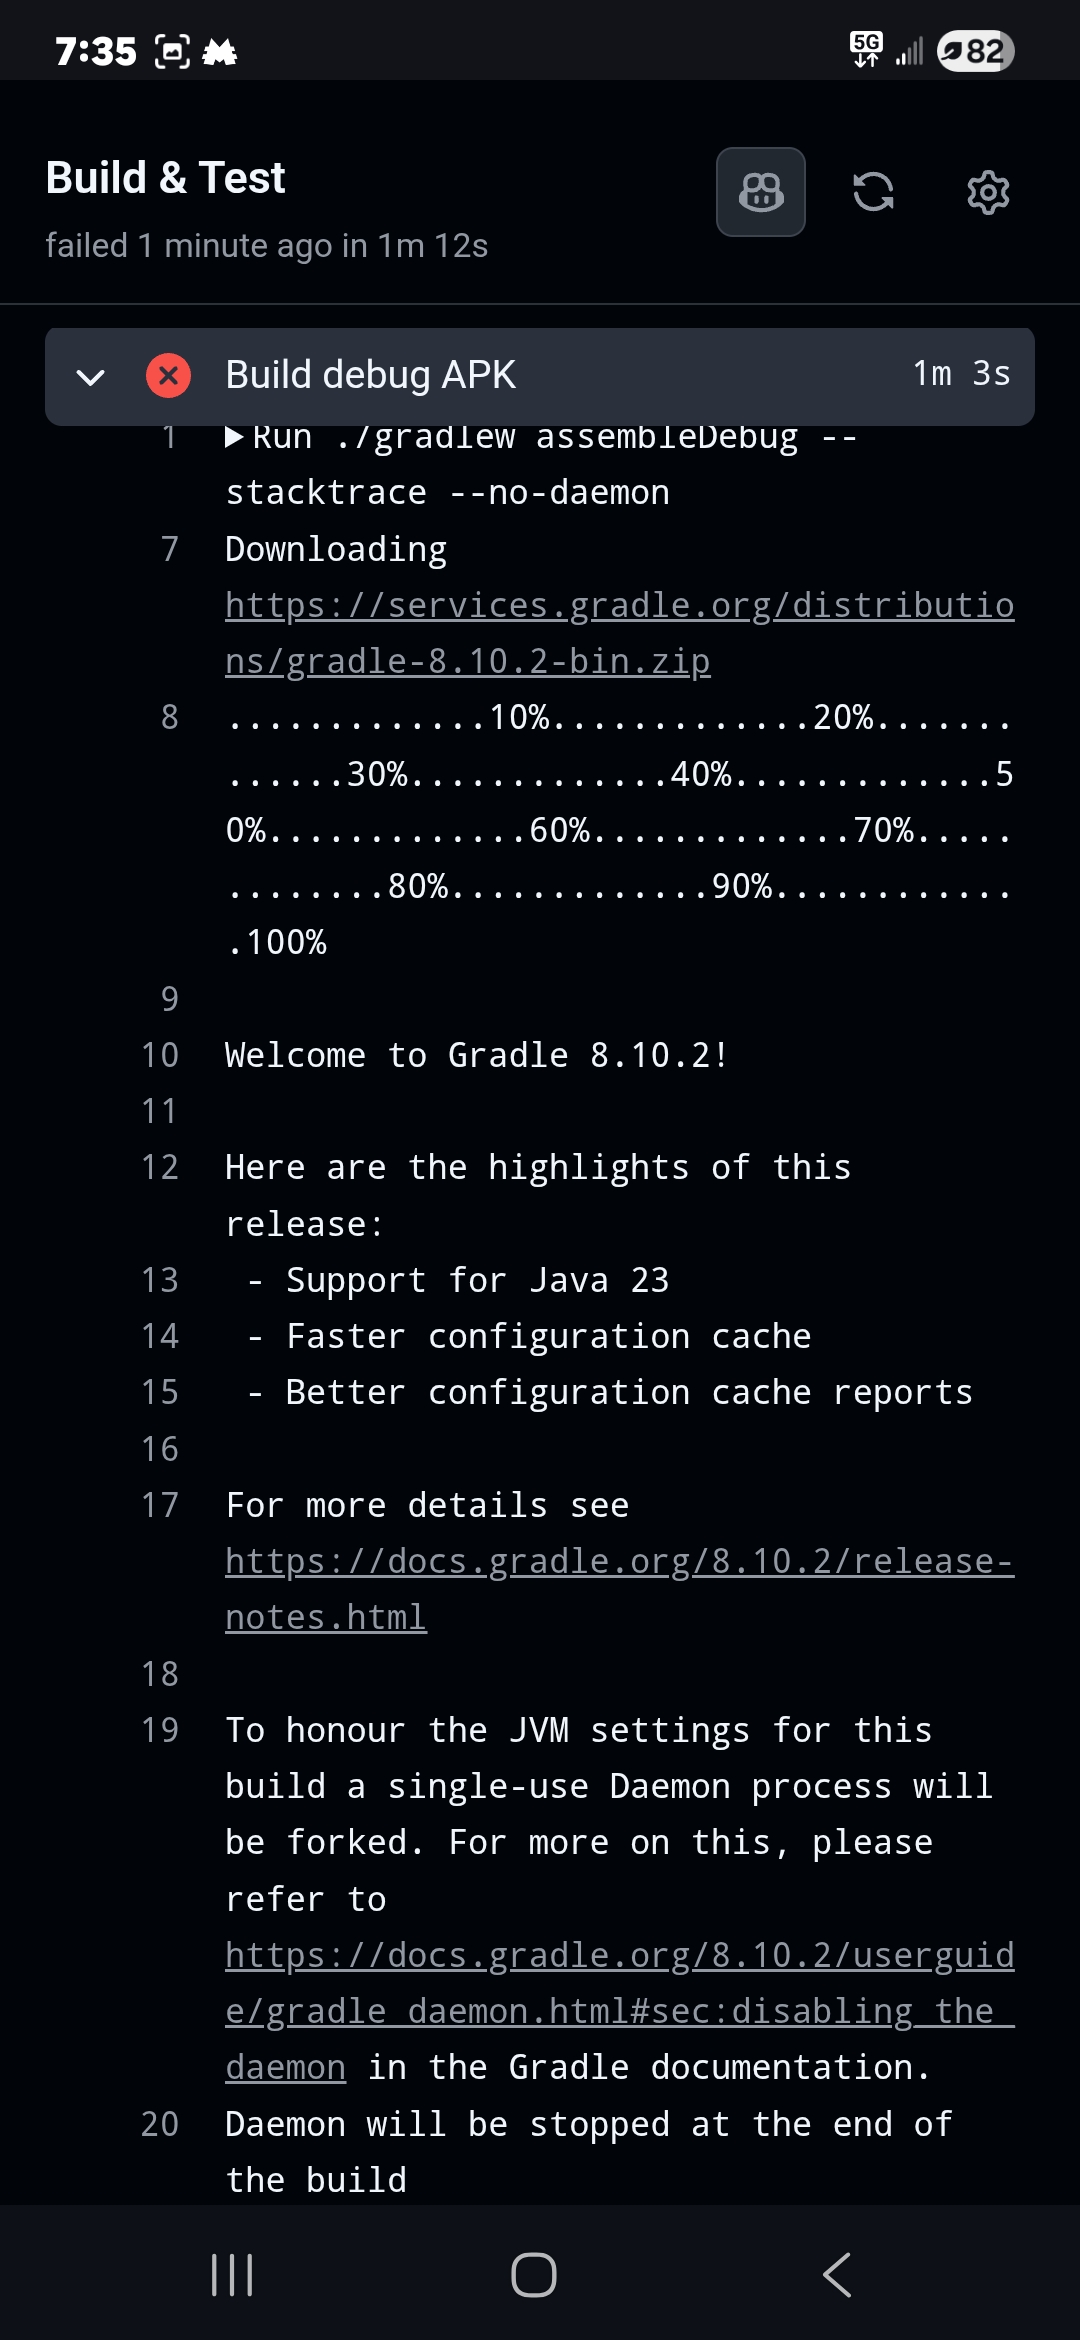 7:35
5G
82
Build & Test
failed 1 minute ago in 1m 12s
Build debug APK
1m 3s
1 Run ./gradlew assembleDebug --
stacktrace --no-daemon
7 Downloading
https://services.gradle.org/distributio
ns/gradle-8.10.2-bin.zip
8 .............10%.............20%.......
......30%.............40%.............5
0%.............60%.............70%.....
........80%.............90%............
.100%
9
10 Welcome to Gradle 8.10.2!
11
12 Here are the highlights of this
release:
13 - Support for Java 23
14 - Faster configuration cache
15 - Better configuration cache reports
16
17 For more details see
https://docs.gradle.org/8.10.2/release-
notes.html
18
19 To honour the JVM settings for this
build a single-use Daemon process will
be forked. For more on this, please
refer to
https://docs.gradle.org/8.10.2/userguid
e/gradle_daemon.html#sec:disabling_the_
daemon in the Gradle documentation.
20 Daemon will be stopped at the end of
the build